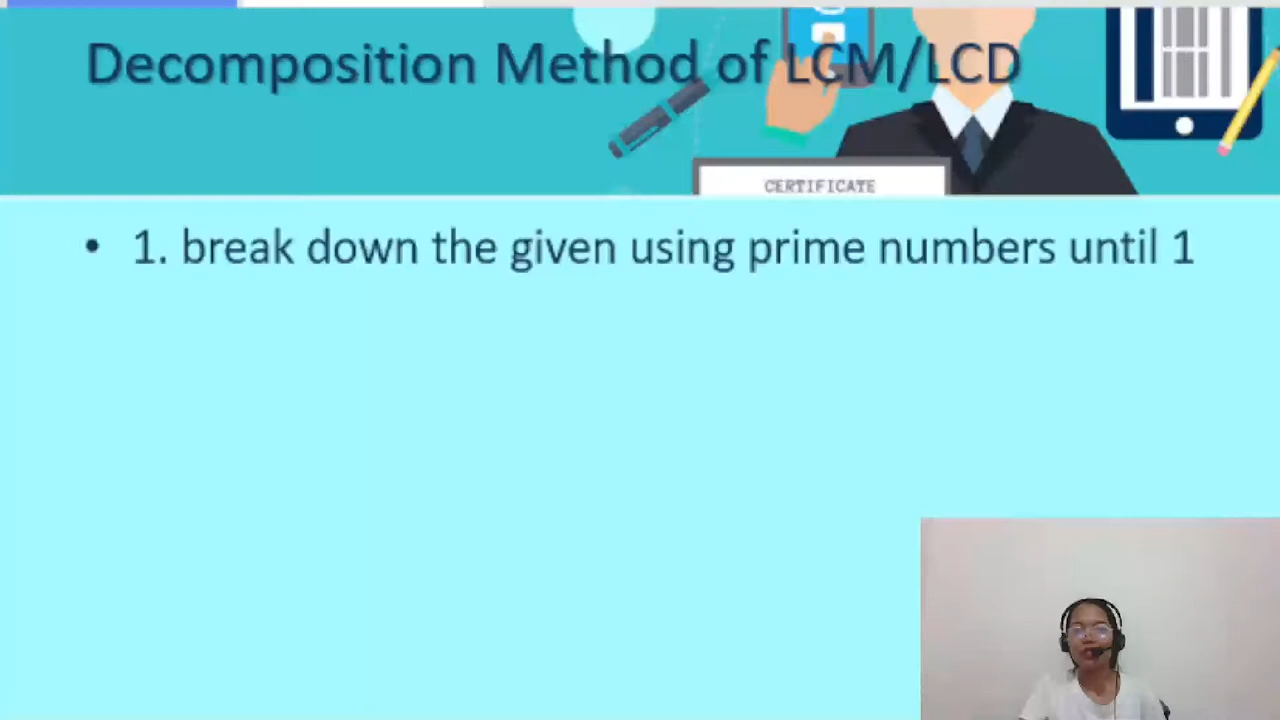 Decomposition Method of LCM/LCD
CERTIFICATE
• 1. break down the given using prime numbers until 1